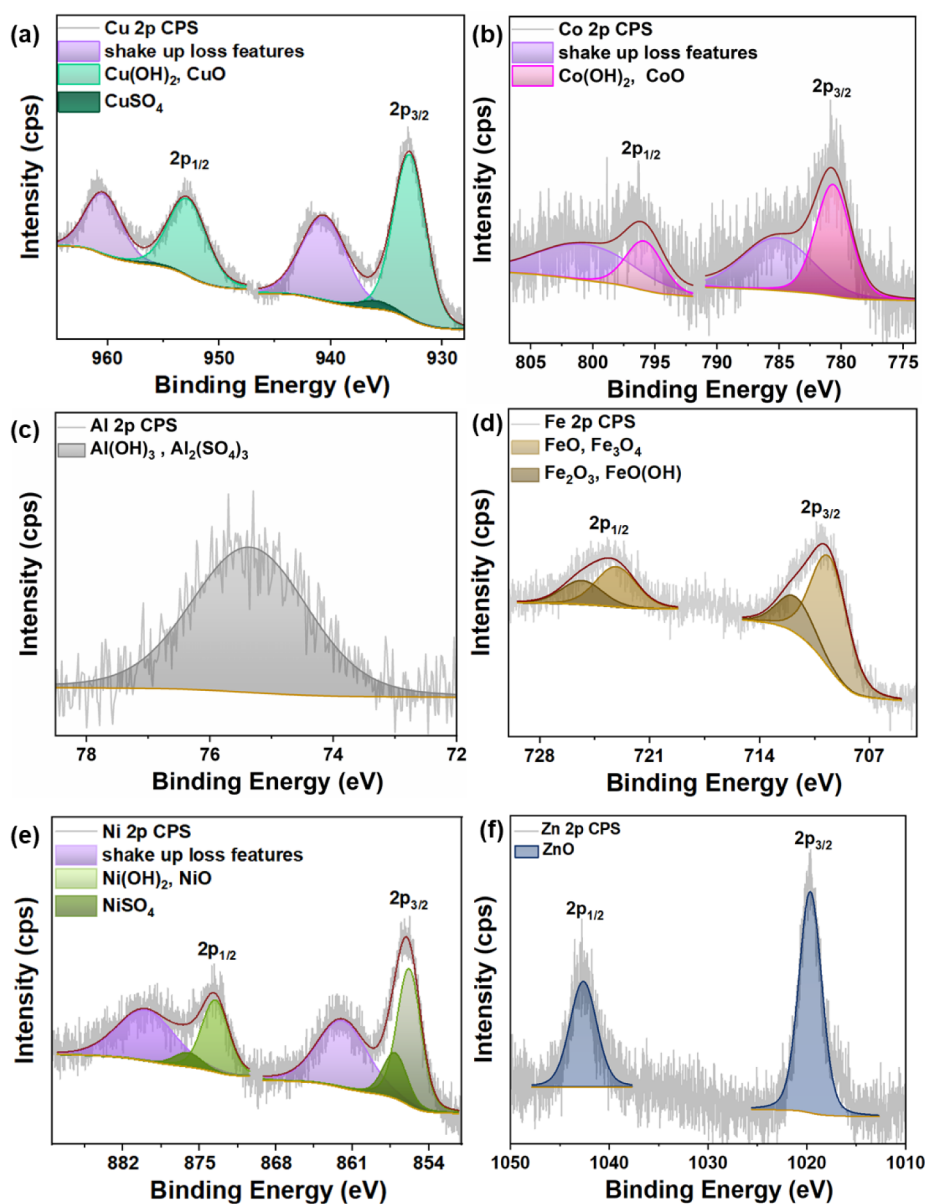 (a)
Cu 2p CPS
shake up loss features
Cu(OH)₂, CuO
CuSO₄
2p₁/₂
2p₃/₂
Intensity (cps)
960
950
940
930
Binding Energy (eV)
(b)
Co 2p CPS
shake up loss features
Co(OH)₂, CoO
2p₁/₂
2p₃/₂
Intensity (cps)
805
800
795
790
785
780
774
Binding Energy (eV)
(c)
Al 2p CPS
Al(OH)₃ , Al₂(SO₄)₃
Intensity (cps)
78
76
74
72
Binding Energy (eV)
(d)
Fe 2p CPS
FeO, Fe₃O₄
Fe₂O₃, FeO(OH)
2p₁/₂
2p₃/₂
Intensity (cps)
728
721
714
707
Binding Energy (eV)
(e)
Ni 2p CPS
shake up loss features
Ni(OH)₂, NiO
NiSO₄
2p₁/₂
2p₃/₂
Intensity (cps)
882
875
868
861
854
Binding Energy (eV)
(f)
Zn 2p CPS
ZnO
2p₁/₂
2p₃/₂
Intensity (cps)
1050
1040
1030
1020
1010
Binding Energy (eV)